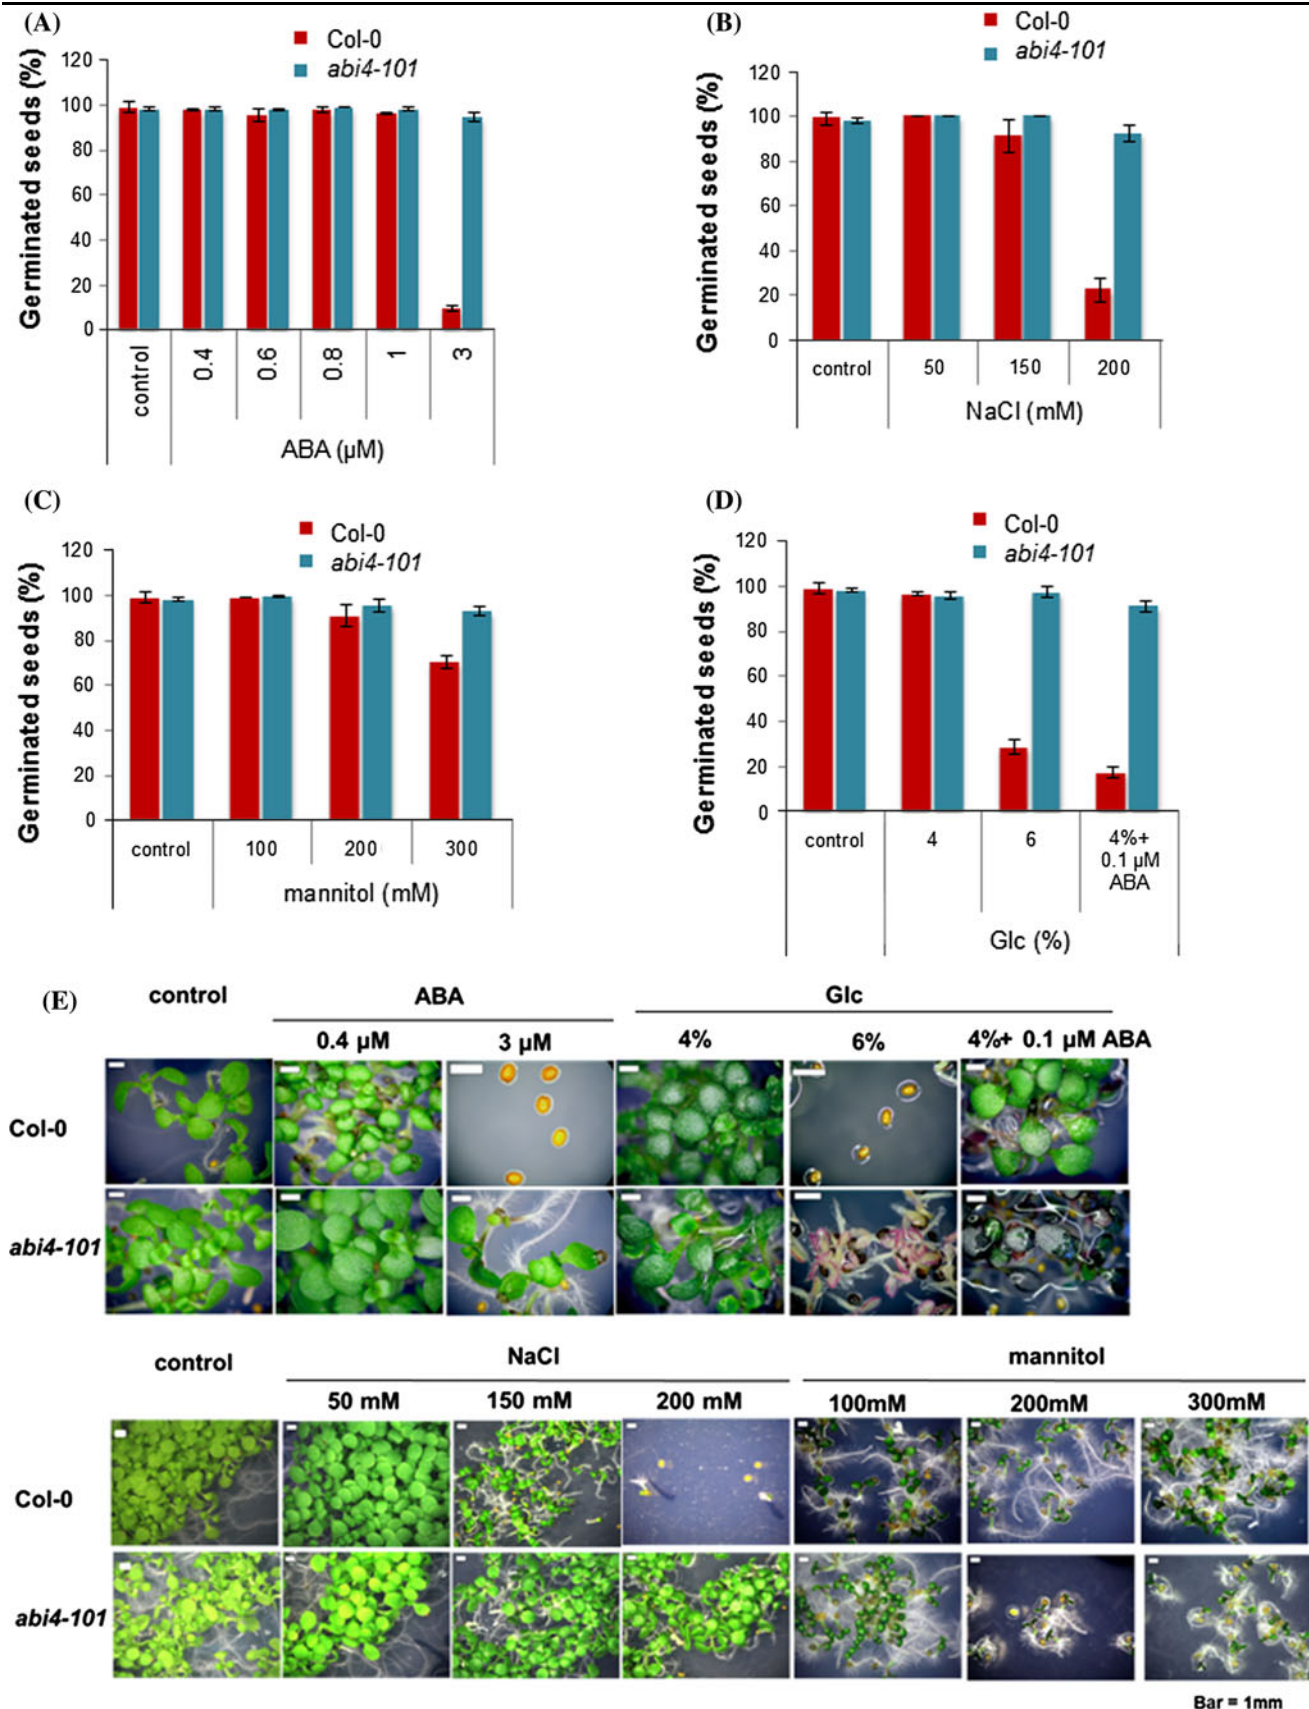 (A)
Col-0
abi4-101
Germinated seeds (%)
120
100
80
60
40
20
0
control
0.4
0.6
0.8
1
3
ABA (µM)
(B)
Col-0
abi4-101
Germinated seeds (%)
120
100
80
60
40
20
0
control
50
150
200
NaCl (mM)
(C)
Col-0
abi4-101
Germinated seeds (%)
120
100
80
60
40
20
0
control
100
200
300
mannitol (mM)
(D)
Col-0
abi4-101
Germinated seeds (%)
120
100
80
60
40
20
0
control
4
6
4%+
0.1 µM
ABA
Glc (%)
(E)
control
ABA
Glc
0.4 µM
3 µM
4%
6%
4%+ 0.1 µM ABA
Col-0
abi4-101
control
NaCl
mannitol
50 mM
150 mM
200 mM
100mM
200mM
300mM
Col-0
abi4-101
Bar = 1mm